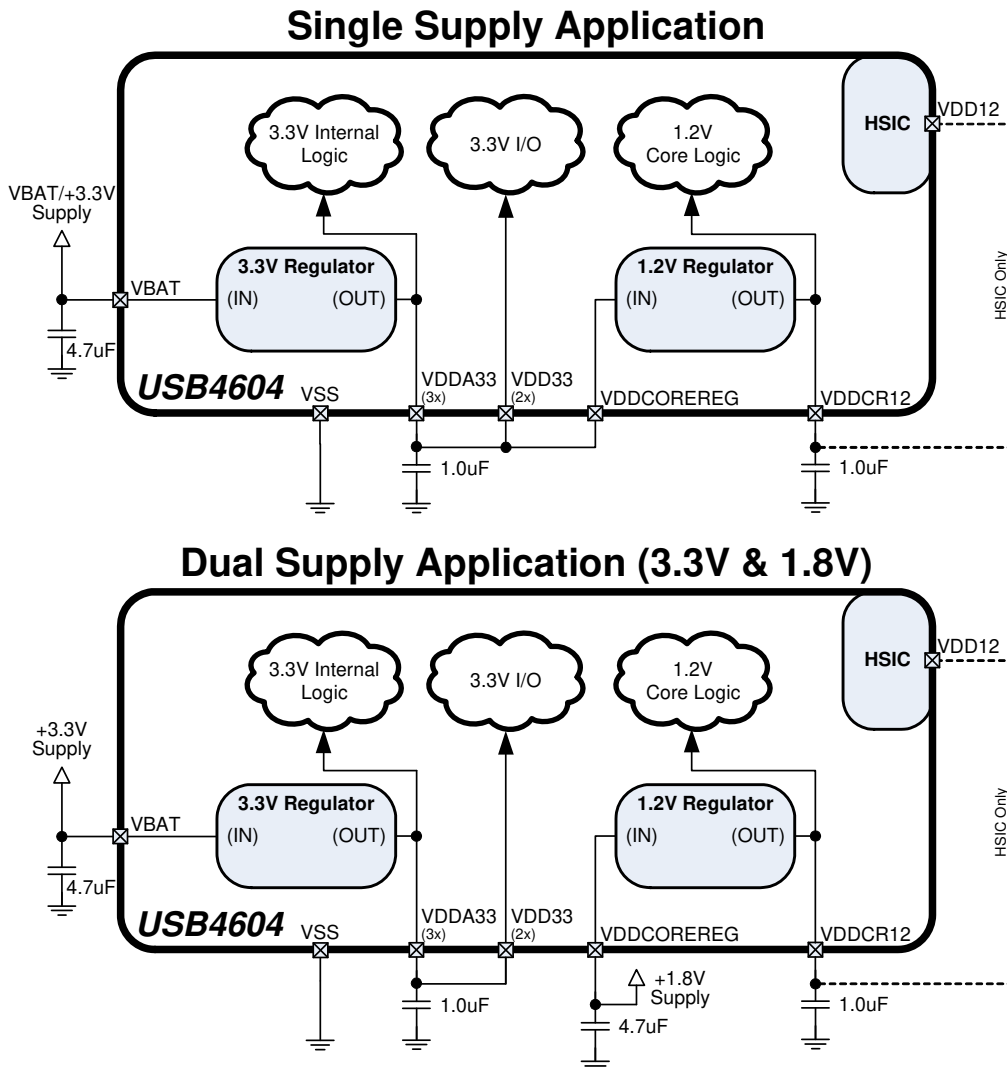 Single Supply Application
3.3V Internal
Logic
3.3V I/O
1.2V
Core Logic
HSIC
VDD12
VBAT/+3.3V
Supply
VBAT
4.7uF
3.3V Regulator
(IN)
(OUT)
1.2V Regulator
(IN)
(OUT)
HSIC Only
USB4604
VSS
VDDA33
(3x)
VDD33
(2x)
VDDCOREREG
VDDCR12
1.0uF
1.0uF
Dual Supply Application (3.3V & 1.8V)
3.3V Internal
Logic
3.3V I/O
1.2V
Core Logic
HSIC
VDD12
+3.3V
Supply
VBAT
4.7uF
3.3V Regulator
(IN)
(OUT)
1.2V Regulator
(IN)
(OUT)
HSIC Only
USB4604
VSS
VDDA33
(3x)
VDD33
(2x)
VDDCOREREG
VDDCR12
1.0uF
+1.8V
Supply
4.7uF
1.0uF